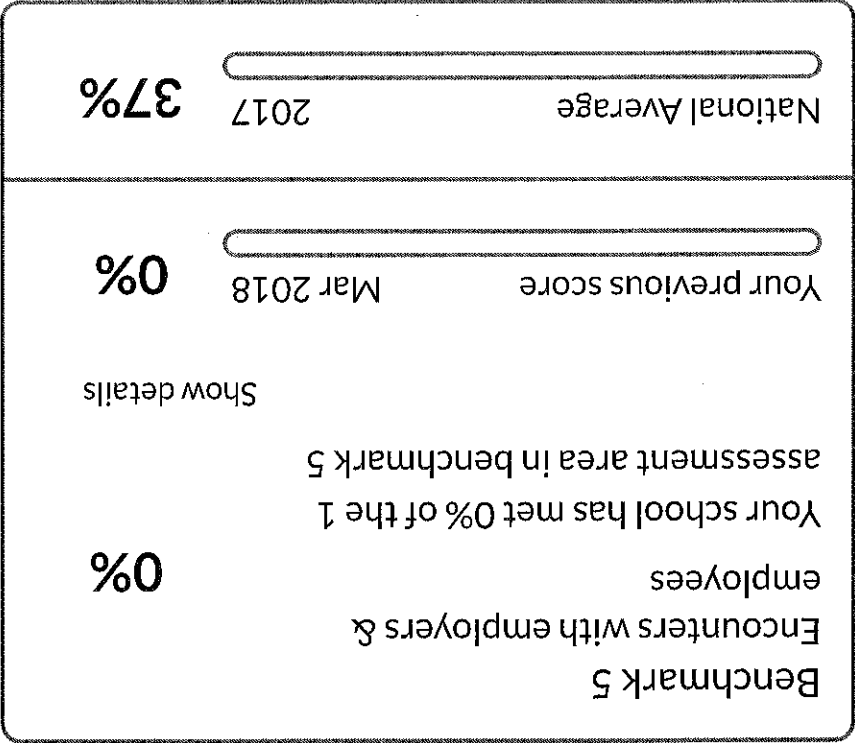 Benchmark 5
Encounters with employers &
employees
0%
Your school has met 0% of the 1
assessment area in benchmark 5
Show details
Your previous score Mar 2018 0%
National Average 2017 37%